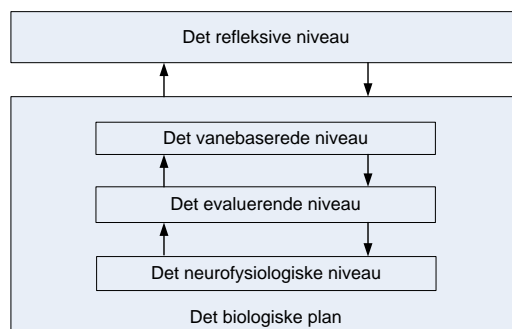 Det refleksive niveau
Det vanebaserede niveau
Det evaluerende niveau
Det neurofysiologiske niveau
Det biologiske plan